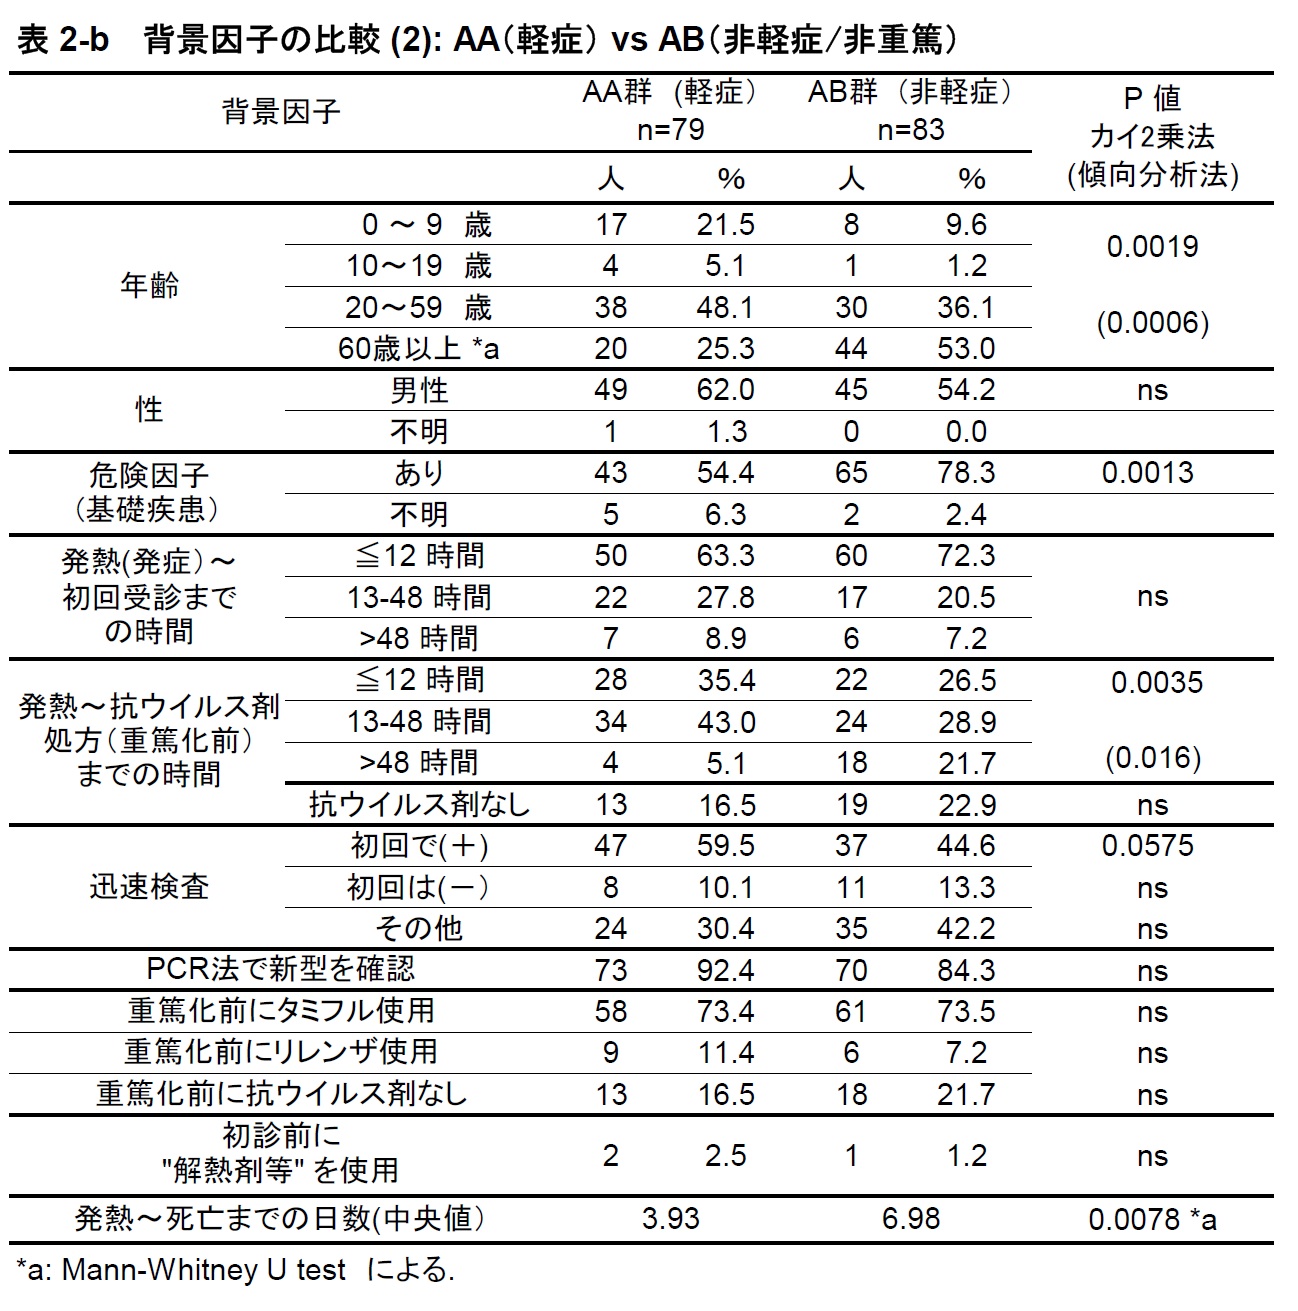 表 2-b　背景因子の比較 (2): AA（軽症） vs AB（非軽症/非重篤）
背景因子 AA群 (軽症） AB群 （非軽症） P 値
n=79 n=83 カイ2乗法
人 % 人 % (傾向分析法)
年齢 0 ～ 9 歳 17 21.5 8 9.6 0.0019
10～19 歳 4 5.1 1 1.2
20～59 歳 38 48.1 30 36.1 (0.0006)
60歳以上 *a 20 25.3 44 53.0
性 男性 49 62.0 45 54.2 ns
不明 1 1.3 0 0.0
危険因子 あり 43 54.4 65 78.3 0.0013
（基礎疾患） 不明 5 6.3 2 2.4
発熱(発症）～ ≦12 時間 50 63.3 60 72.3
初回受診まで 13-48 時間 22 27.8 17 20.5 ns
の時間 >48 時間 7 8.9 6 7.2
≦12 時間 28 35.4 22 26.5 0.0035
発熱～抗ウイルス剤 13-48 時間 34 43.0 24 28.9
処方（重篤化前） >48 時間 4 5.1 18 21.7 (0.016)
までの時間 抗ウイルス剤なし 13 16.5 19 22.9 ns
迅速検査 初回で(＋) 47 59.5 37 44.6 0.0575
初回は(－） 8 10.1 11 13.3 ns
その他 24 30.4 35 42.2 ns
PCR法で新型を確認 73 92.4 70 84.3 ns
重篤化前にタミフル使用 58 73.4 61 73.5 ns
重篤化前にリレンザ使用 9 11.4 6 7.2 ns
重篤化前に抗ウイルス剤なし 13 16.5 18 21.7 ns
初診前に
"解熱剤等" を使用 2 2.5 1 1.2 ns
発熱～死亡までの日数(中央値） 3.93 6.98 0.0078 *a
*a: Mann-Whitney U test による.